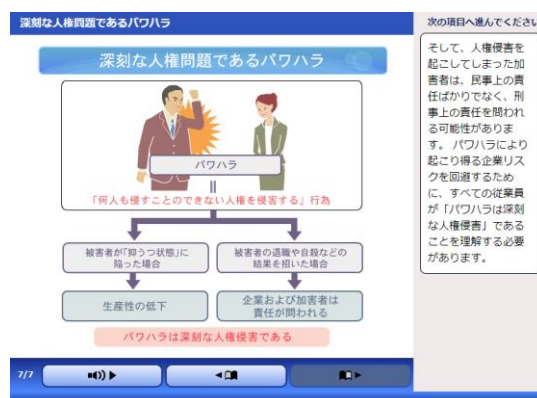 深刻な人権問題であるパワハラ
次の項目へ進んでください
深刻な人権問題であるパワハラ
パワハラ
「何人も侵すことのできない人権を侵害する」行為
被害者が「抑うつ状態」に
陥った場合
被害者の退職や自殺などの
結果を招いた場合
生産性の低下
企業および加害者は
責任が問われる
パワハラは深刻な人権侵害である
そして、人権侵害を
起こしてしまった加
害者は、民事上の責
任ばかりでなく、刑
事上の責任を問われ
る可能性がありま
す。 パワハラにより
起こり得る企業リス
クを回避するため
に、すべての従業員
が「パワハラは深刻
な人権侵害」である
ことを理解する必要
があります。
7/7